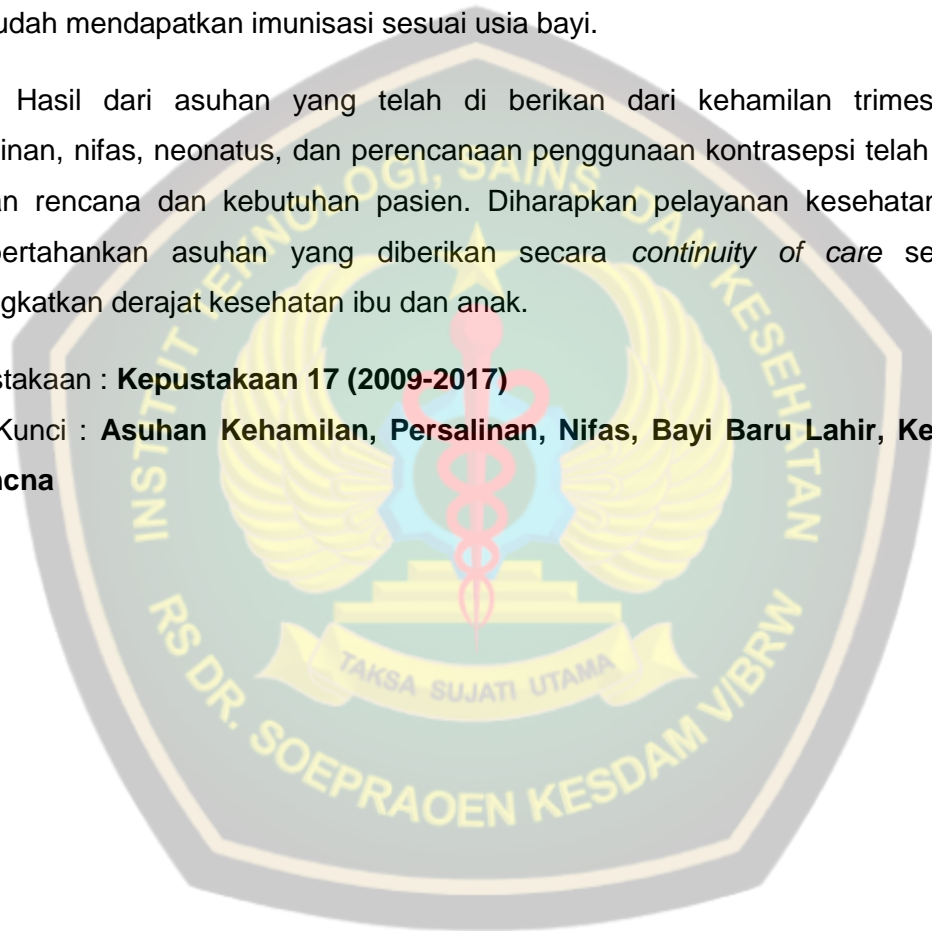 udah mendapatkan imunisasi sesuai usia bayi.
Hasil dari asuhan yang telah di berikan dari kehamilan trimes
inan, nifas, neonatus, dan perencanaan penggunaan kontrasepsi telah
an rencana dan kebutuhan pasien. Diharapkan pelayanan kesehatan
pertahankan asuhan yang diberikan secara continuity of care se
ngkatkan derajat kesehatan ibu dan anak.
stakaan : Kepustakaan 17 (2009-2017)
Kunci : Asuhan Kehamilan, Persalinan, Nifas, Bayi Baru Lahir, Ke
ncna
INSTITUT TEKNOLOGI, SAINS, DAN KESEHATAN
TAKSA SUJATI UTAMA
RS DR. SOEPRAOEN KESDAM V/BRW